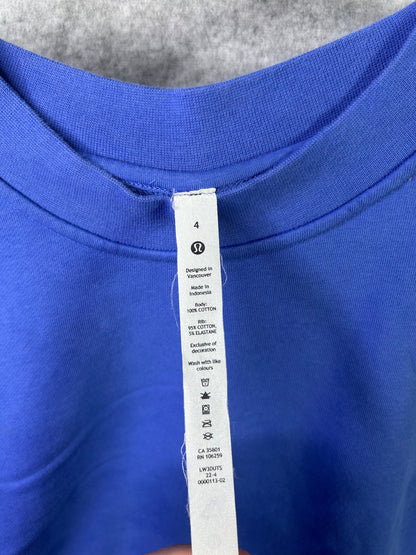 4
Designed in
Vancouver
Made in
Indonesia
Body:
100% COTTON
Rib:
95% COTTON,
5% ELASTANE
Exclusive of
decoration
Wash with like
colours
CA 35801
RN 106259
LW3DUTS
22-4
0000113-02